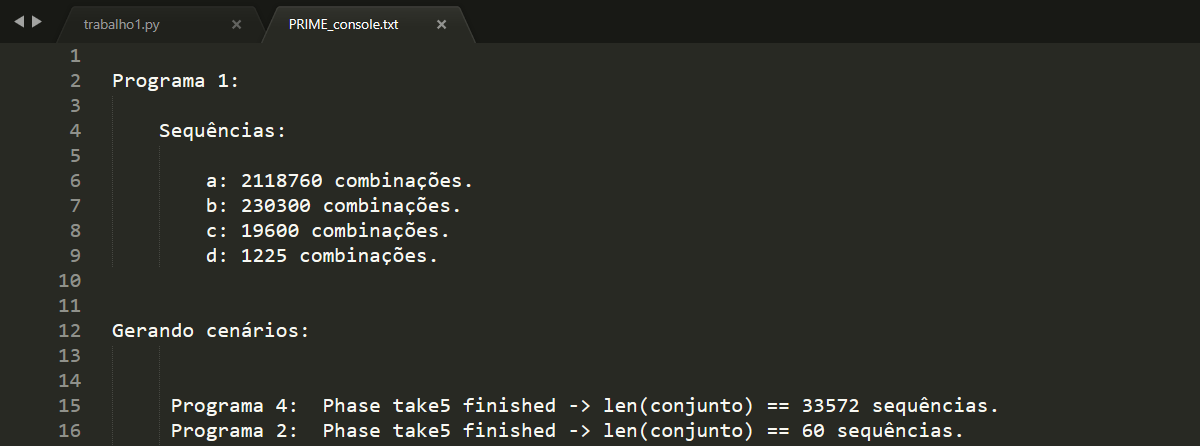 trabalho1.py
PRIME_console.txt
1
2 Programa 1:
3
4 Sequências:
5
6 a: 2118760 combinações.
7 b: 230300 combinações.
8 c: 19600 combinações.
9 d: 1225 combinações.
10
11
12 Gerando cenários:
13
14
15 Programa 4: Phase take5 finished -> len(conjunto) == 33572 sequências.
16 Programa 2: Phase take5 finished -> len(conjunto) == 60 sequências.